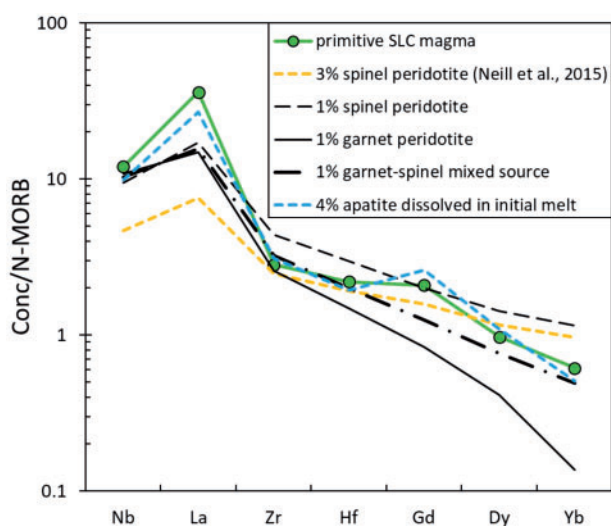 100
10
1
0.1
Conc/N-MORB
primitive SLC magma
3% spinel peridotite (Neill et al., 2015)
1% spinel peridotite
1% garnet peridotite
1% garnet-spinel mixed source
4% apatite dissolved in initial melt
Nb La Zr Hf Gd Dy Yb